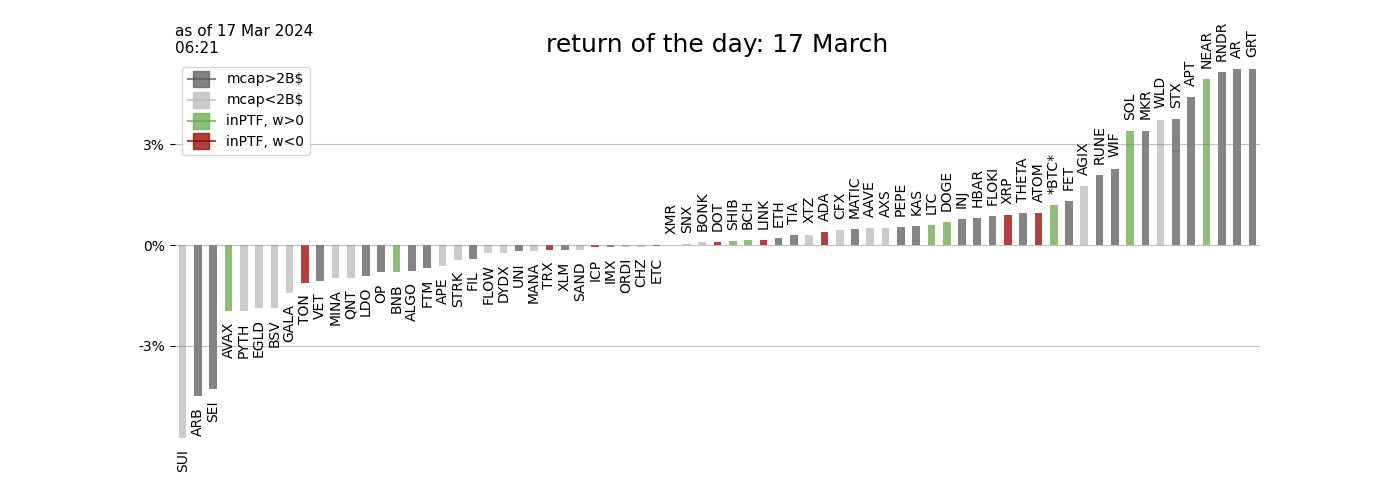 as of 17 Mar 2024
06:21
return of the day: 17 March
mcap>2B$
mcap<2B$
inPTF, w>0
inPTF, w<0
3%
0%
-3%
SUI
ARB
SEI
AVAX
PYTH
EGLD
BSV
GALA
TON
VET
MINA
QNT
LDO
OP
BNB
ALGO
FTM
APE
STRK
FIL
FLOW
DYDX
UNI
MANA
TRX
XLM
SAND
ICP
IMX
ORDI
CHZ
ETC
XMR
SNX
BONK
DOT
SHIB
BCH
LINK
ETH
TIA
XTZ
ADA
CFX
MATIC
AAVE
AXS
PEPE
KAS
LTC
DOGE
INJ
HBAR
FLOKI
XRP
THETA
ATOM
*BTC*
FET
AGIX
RUNE
WIF
SOL
MKR
WLD
STX
APT
NEAR
RNDR
AR
GRT